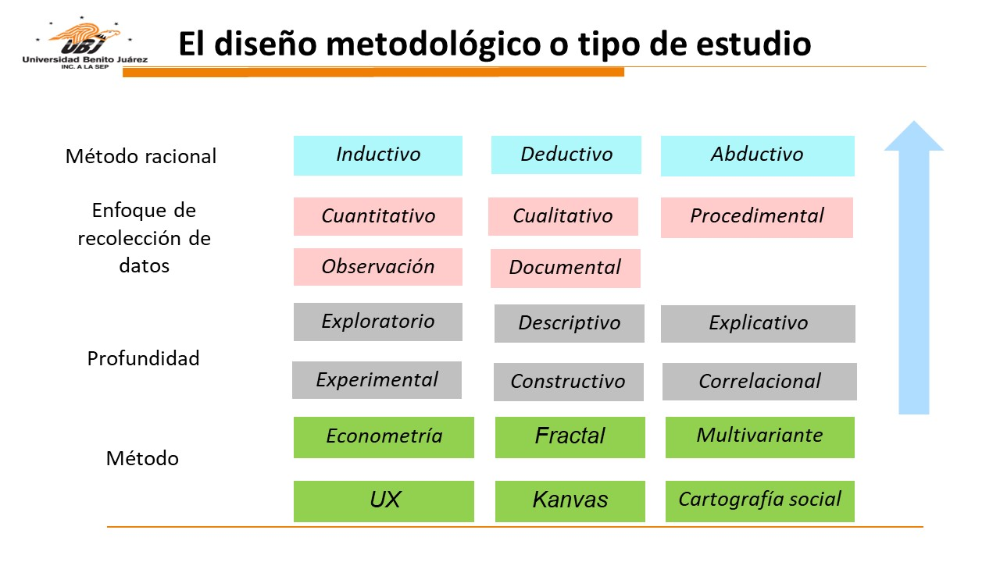 UBJ
Universidad Benito Juárez
INC. A LA SEP
El diseño metodológico o tipo de estudio
Método racional
Inductivo
Deductivo
Abductivo
Enfoque de
recolección de
datos
Cuantitativo
Cualitativo
Procedimental
Observación
Documental
Profundidad
Exploratorio
Descriptivo
Explicativo
Experimental
Constructivo
Correlacional
Método
Econometría
Fractal
Multivariante
UX
Kanvas
Cartografía social